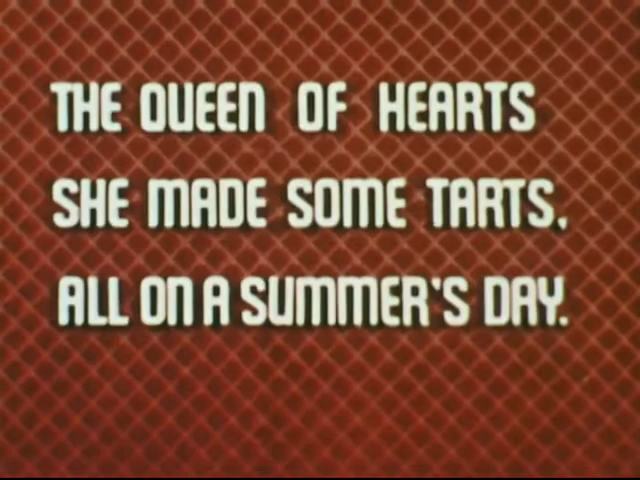 THE QUEEN OF HEARTS
SHE MADE SOME TARTS,
ALL ON A SUMMER'S DAY.